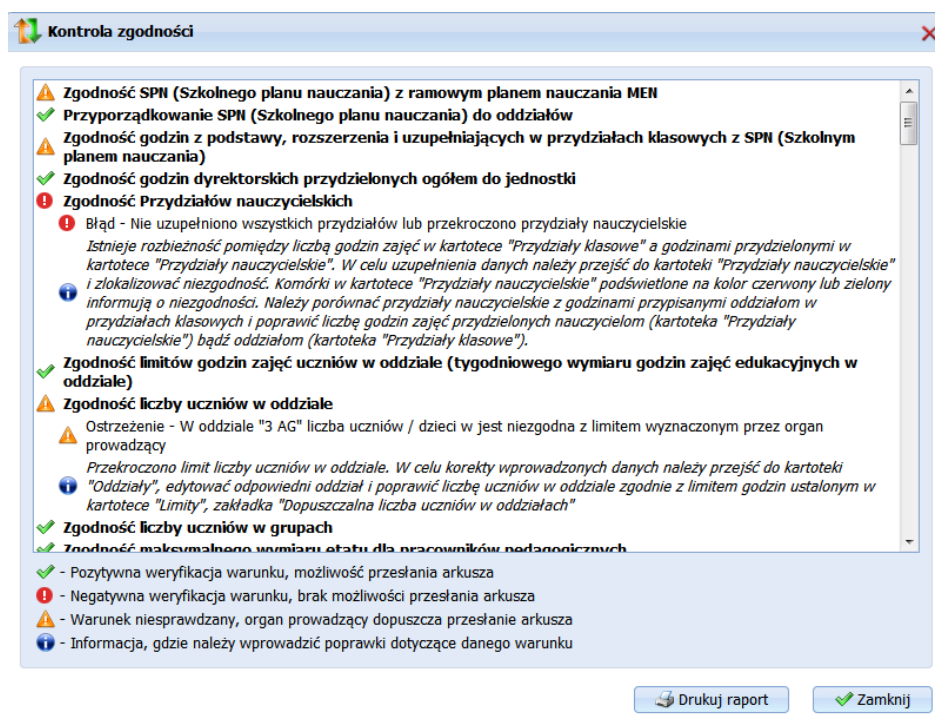 Kontrola zgodności
Zgodność SPN (Szkolnego planu nauczania) z ramowym planem nauczania MEN
Przyporządkowanie SPN (Szkolnego planu nauczania) do oddziałów
Zgodność godzin z podstawy, rozszerzenia i uzupełniających w przydziałach klasowych z SPN (Szkolnym
planem nauczania)
Zgodność godzin dyrektorskich przydzielonych ogółem do jednostki
Zgodność Przydziałów nauczycielskich
Błąd - Nie uzupełniono wszystkich przydziałów lub przekroczono przydziały nauczycielskie
Istnieje rozbieżność pomiędzy liczbą godzin zajęć w kartotece "Przydziały klasowe" a godzinami przydzielonymi w
kartotece "Przydziały nauczycielskie". W celu uzupełnienia danych należy przejść do kartoteki "Przydziały nauczycielskie"
i zlokalizować niezgodność. Komórki w kartotece "Przydziały nauczycielskie" podświetlone na kolor czerwony lub zielony
informują o niezgodności. Należy porównać przydziały nauczycielskie z godzinami przypisanymi oddziałom w
przydziałach klasowych i poprawić liczbę godzin zajęć przydzielonych nauczycielom (kartoteka "Przydziały
nauczycielskie") bądź oddziałom (kartoteka "Przydziały klasowe").
Zgodność limitów godzin zajęć uczniów w oddziale (tygodniowego wymiaru godzin zajęć edukacyjnych w
oddziale)
Zgodność liczby uczniów w oddziale
Ostrzeżenie - W oddziale "3 AG" liczba uczniów / dzieci w jest niezgodna z limitem wyznaczonym przez organ
prowadzący
Przekroczono limit liczby uczniów w oddziale. W celu korekty wprowadzonych danych należy przejść do kartoteki
"Oddziały", edytować odpowiedni oddział i poprawić liczbę uczniów w oddziale zgodnie z limitem godzin ustalonym w
kartotece "Limity", zakładka "Dopuszczalna liczba uczniów w oddziałach"
Zgodność liczby uczniów w grupach
Zgodność maksymalnego wymiaru etatu dla pracowników pedagogicznych
- Pozytywna weryfikacja warunku, możliwość przesłania arkusza
- Negatywna weryfikacja warunku, brak możliwości przesłania arkusza
- Warunek niesprawdzany, organ prowadzący dopuszcza przesłanie arkusza
- Informacja, gdzie należy wprowadzić poprawki dotyczące danego warunku
Drukuj raport
Zamknij